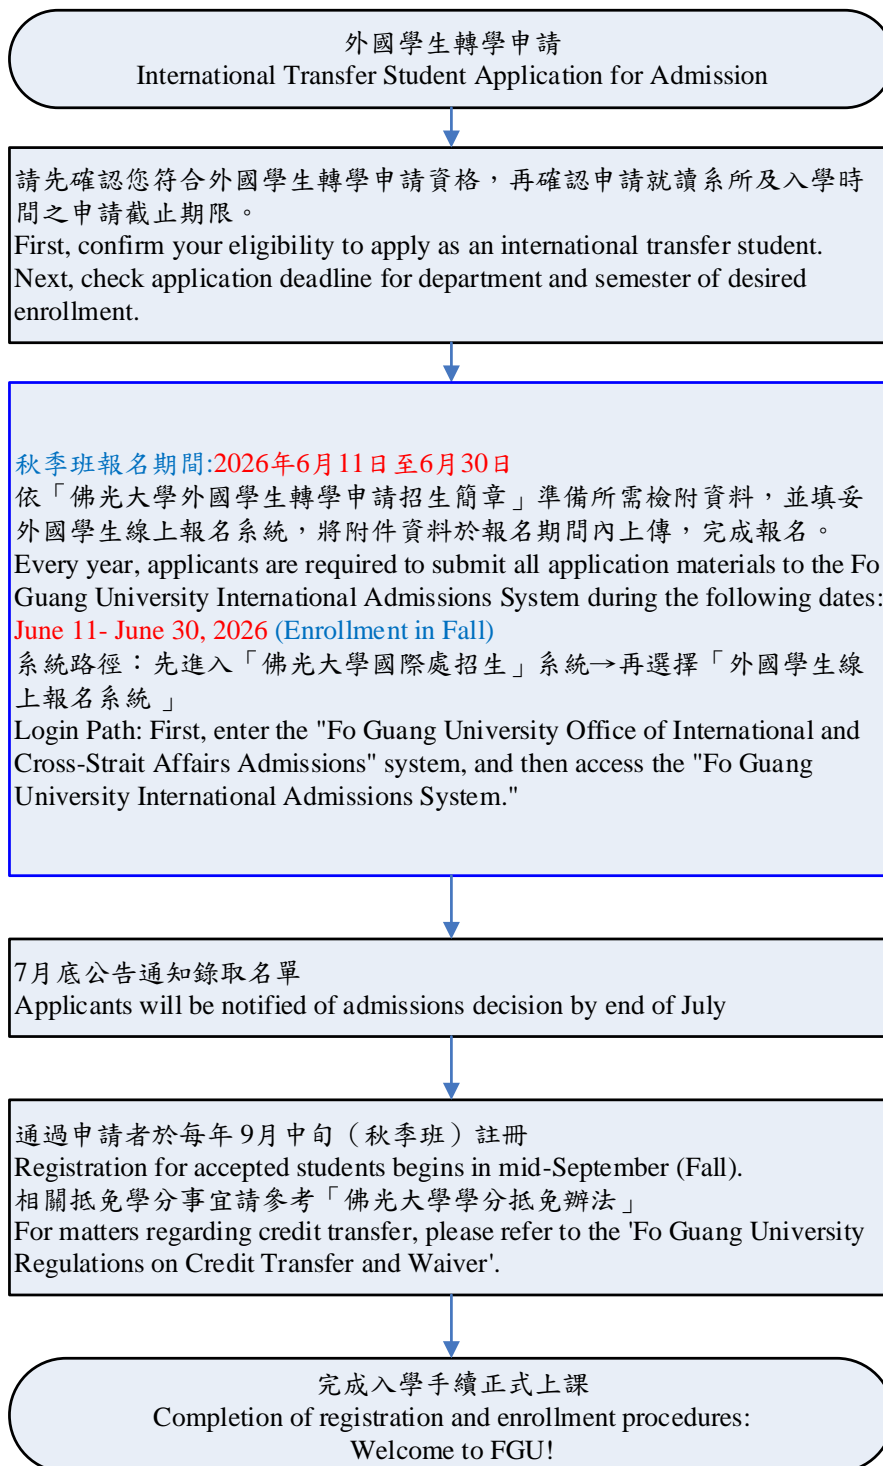 外國學生轉學申請
International Transfer Student Application for Admission
請先確認您符合外國學生轉學申請資格，再確認申請就讀系所及入學時
間之申請截止期限。
First, confirm your eligibility to apply as an international transfer student.
Next, check application deadline for department and semester of desired
enrollment.
秋季班報名期間:2026年6月11日至6月30日
依「佛光大學外國學生轉學申請招生簡章」準備所需檢附資料，並填妥
外國學生線上報名系統，將附件資料於報名期間內上傳，完成報名。
Every year, applicants are required to submit all application materials to the Fo
Guang University International Admissions System during the following dates:
June 11- June 30, 2026 (Enrollment in Fall)
系統路徑：先進入「佛光大學國際處招生」系統→再選擇「外國學生線
上報名系統 」
Login Path: First, enter the "Fo Guang University Office of International and
Cross-Strait Affairs Admissions" system, and then access the "Fo Guang
University International Admissions System."
7月底公告通知錄取名單
Applicants will be notified of admissions decision by end of July
通過申請者於每年 9月中旬（秋季班）註冊
Registration for accepted students begins in mid-September (Fall).
相關抵免學分事宜請參考「佛光大學學分抵免辦法」
For matters regarding credit transfer, please refer to the 'Fo Guang University
Regulations on Credit Transfer and Waiver'.
完成入學手續正式上課
Completion of registration and enrollment procedures:
Welcome to FGU!